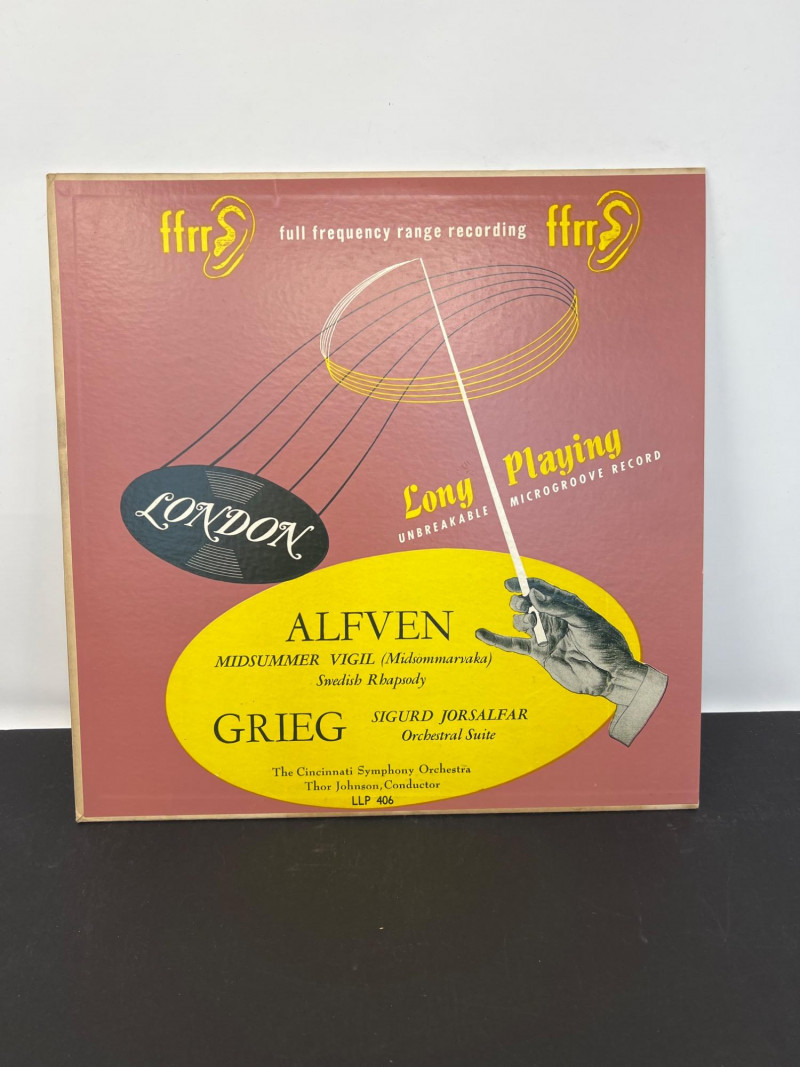 ffrr full frequency range recording ffrr
Long Playing
UNBREAKABLE MICROGROOVE RECORD
LONDON
ALFVEN
MIDSUMMER VIGIL (Midsommarvaka)
Swedish Rhapsody
GRIEG SIGURD JORSALFAR
Orchestral Suite
The Cincinnati Symphony Orchestra
Thor Johnson, Conductor
LLP 406